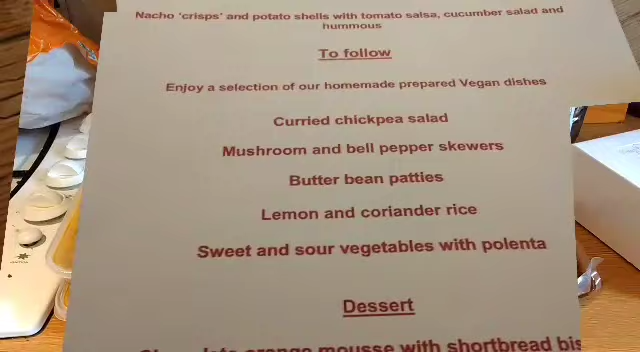 Nacho 'crisps' and potato shells with tomato salsa, cucumber salad and
hummous
To follow
Enjoy a selection of our homemade prepared Vegan dishes
Curried chickpea salad
Mushroom and bell pepper skewers
Butter bean patties
Lemon and coriander rice
Sweet and sour vegetables with polenta
Dessert
orange mousse with shortbread